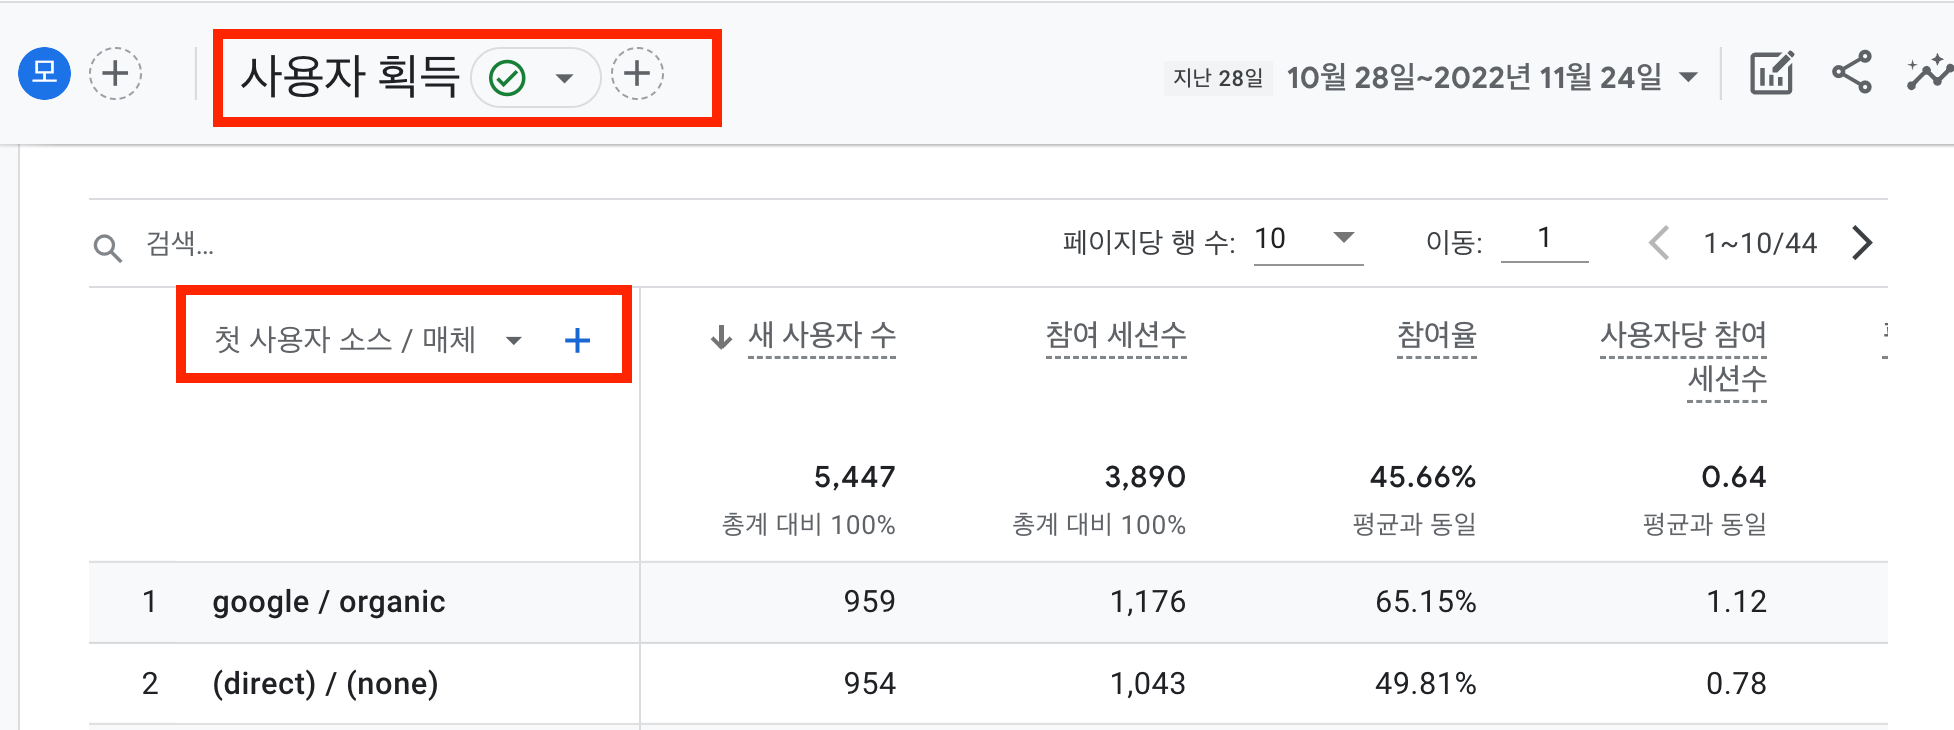 모 사용자 획득 지난 28일 10월 28일~2022년 11월 24일
검색... 페이지당 행 수: 10 이동: 1 1~10/44
첫 사용자 소스 / 매체 + ↓ 새 사용자 수 참여 세션수 참여율 사용자당 참여
세션수
5,447 3,890 45.66% 0.64
총계 대비 100% 총계 대비 100% 평균과 동일 평균과 동일
1 google / organic 959 1,176 65.15% 1.12
2 (direct) / (none) 954 1,043 49.81% 0.78